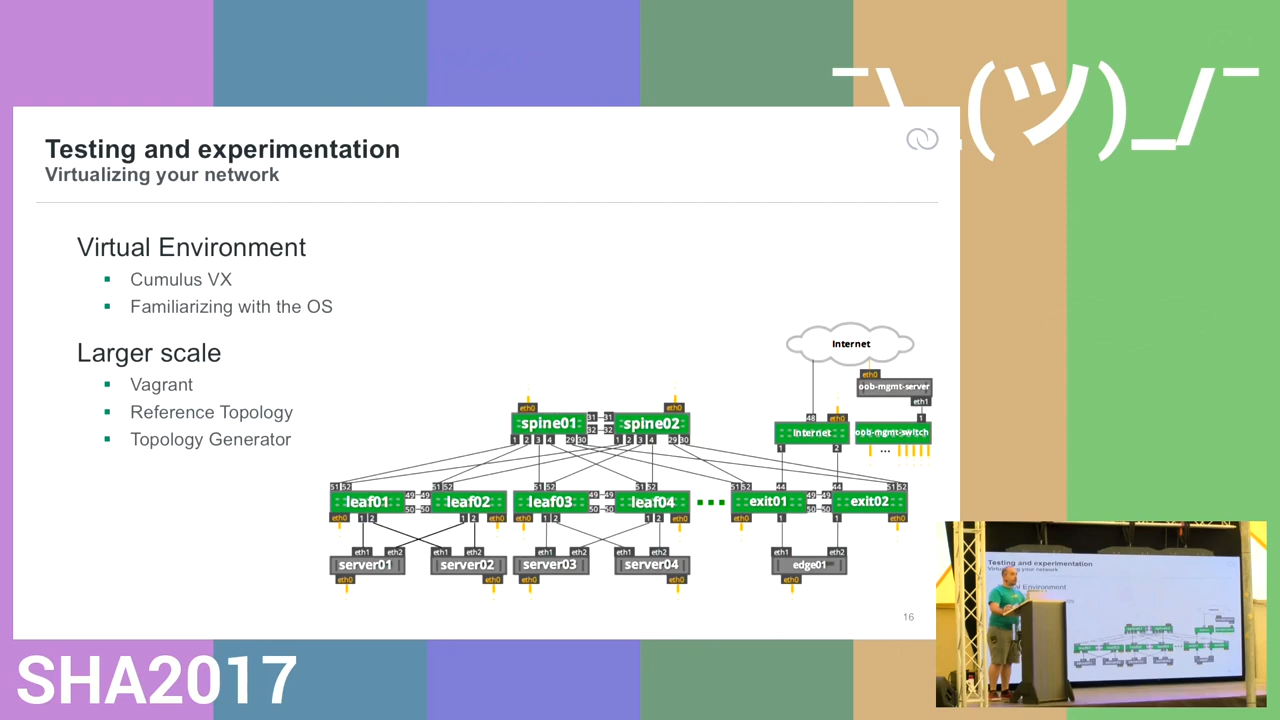 ¯\_(ツ)_/¯
Testing and experimentation
Virtualizing your network
Virtual Environment
Cumulus VX
Familiarizing with the OS
Larger scale
Vagrant
Reference Topology
Topology Generator
Internet
eth0
oob-mgmt-server
eth1
eth0
eth0
48
eth0
1
spine01
31
31
spine02
32
32
Internet
oob-mgmt-switch
1 2 3 4 29 30
1 2 3 4 29 30
1
2
...
51 52
51 52
51 52
51 52
51 52
44
44
51 52
leaf01
49
49
leaf02
leaf03
49
49
leaf04
exit01
49
49
exit02
50
50
50
50
50
50
eth0
1 2
1 2
eth0
eth0
1 2
1 2
eth0
eth0
1
1
eth0
eth1
eth2
eth1
eth2
eth1
eth2
eth1
eth2
eth1
eth2
server01
server02
server03
server04
edge01
eth0
eth0
eth0
eth0
eth0
16
SHA2017
Testing and experimentation
Virtualizing your network